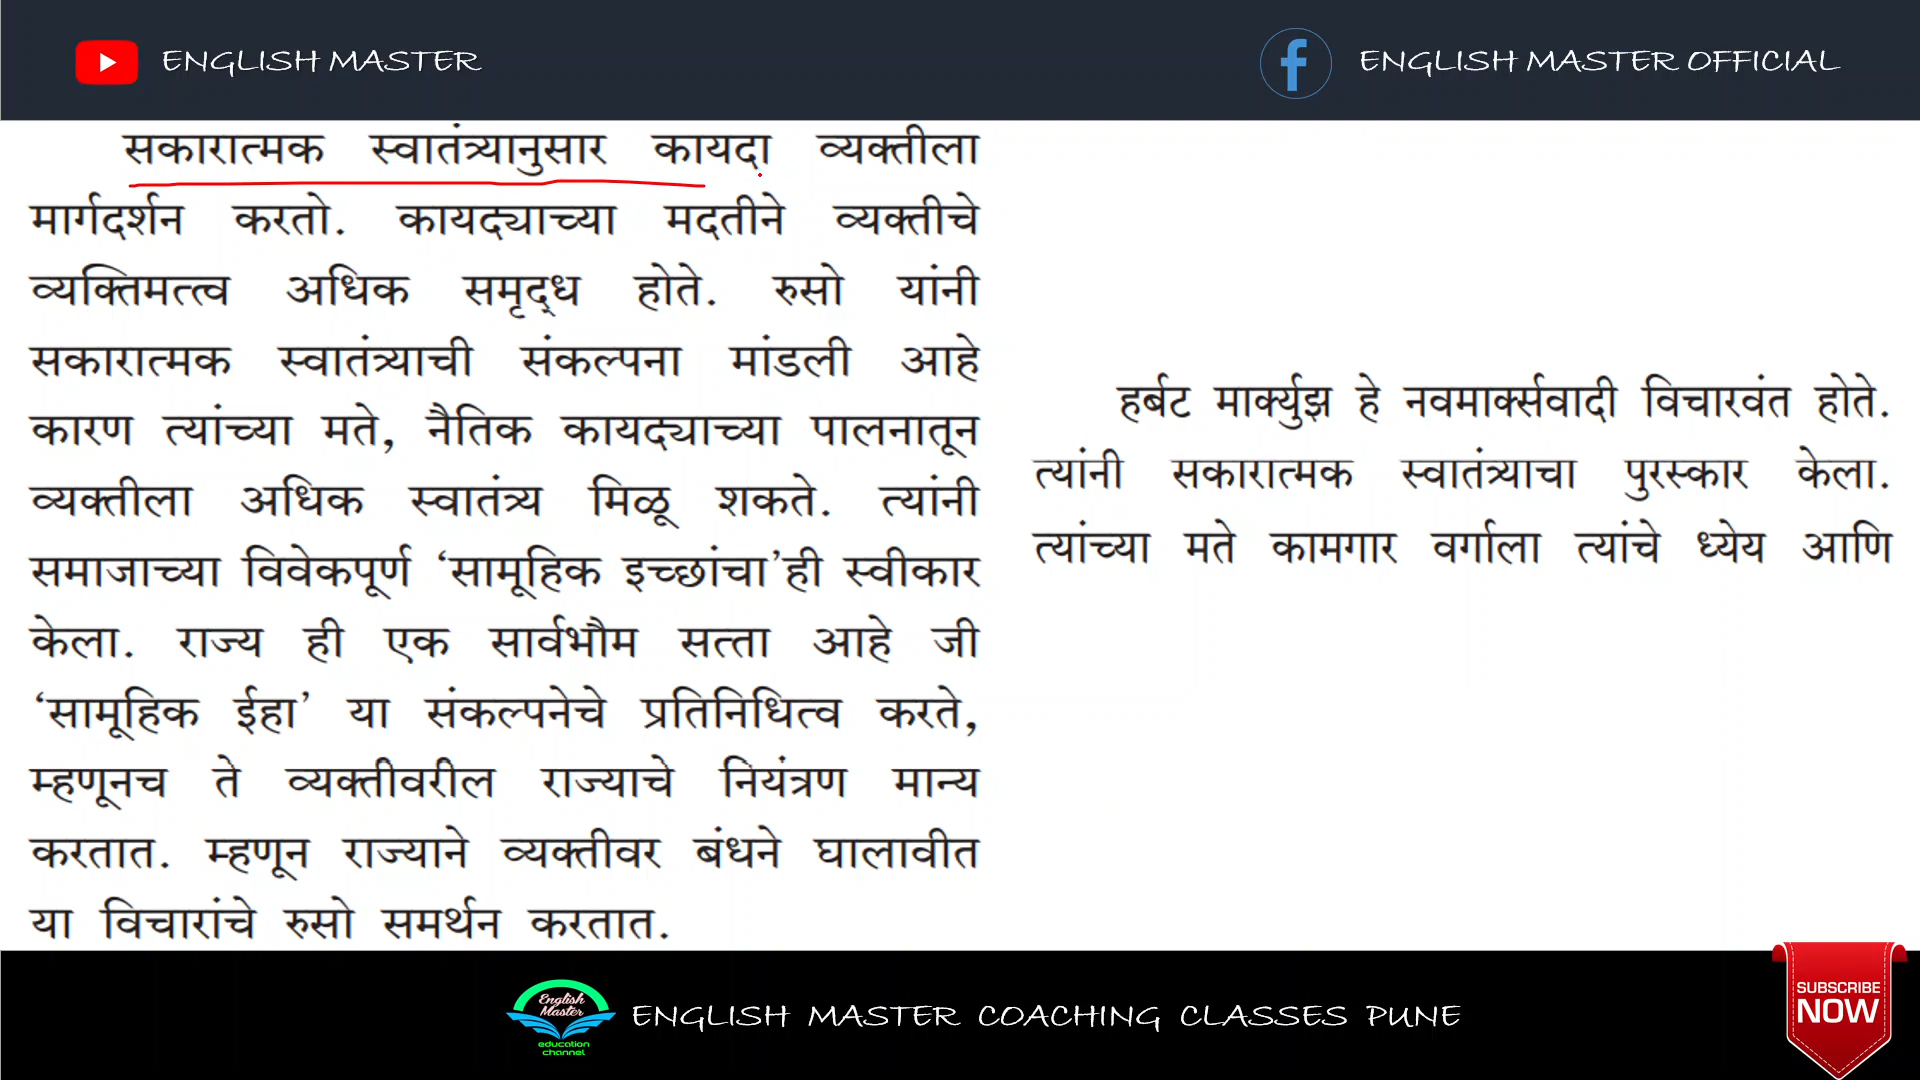 ENGLISH MASTER
ENGLISH MASTER OFFICIAL
सकारात्मक स्वातंत्र्यानुसार कायदा व्यक्तीला
मार्गदर्शन करतो. कायद्याच्या मदतीने व्यक्तीचे
व्यक्तिमत्त्व अधिक समृद्ध होते. रुसो यांनी
सकारात्मक स्वातंत्र्याची संकल्पना मांडली आहे
कारण त्यांच्या मते, नैतिक कायद्याच्या पालनातून
व्यक्तीला अधिक स्वातंत्र्य मिळू शकते. त्यांनी
समाजाच्या विवेकपूर्ण ‘सामूहिक इच्छांचा’ही स्वीकार
केला. राज्य ही एक सार्वभौम सत्ता आहे जी
‘सामूहिक ईहा’ या संकल्पनेचे प्रतिनिधित्व करते,
म्हणूनच ते व्यक्तीवरील राज्याचे नियंत्रण मान्य
करतात. म्हणून राज्याने व्यक्तीवर बंधने घालावीत
या विचारांचे रुसो समर्थन करतात.
हर्बट मार्क्युझ हे नवमार्क्सवादी विचारवंत होते.
त्यांनी सकारात्मक स्वातंत्र्याचा पुरस्कार केला.
त्यांच्या मते कामगार वर्गाला त्यांचे ध्येय आणि
English
Master
education
channel
ENGLISH MASTER COACHING CLASSES PUNE
SUBSCRIBE
NOW